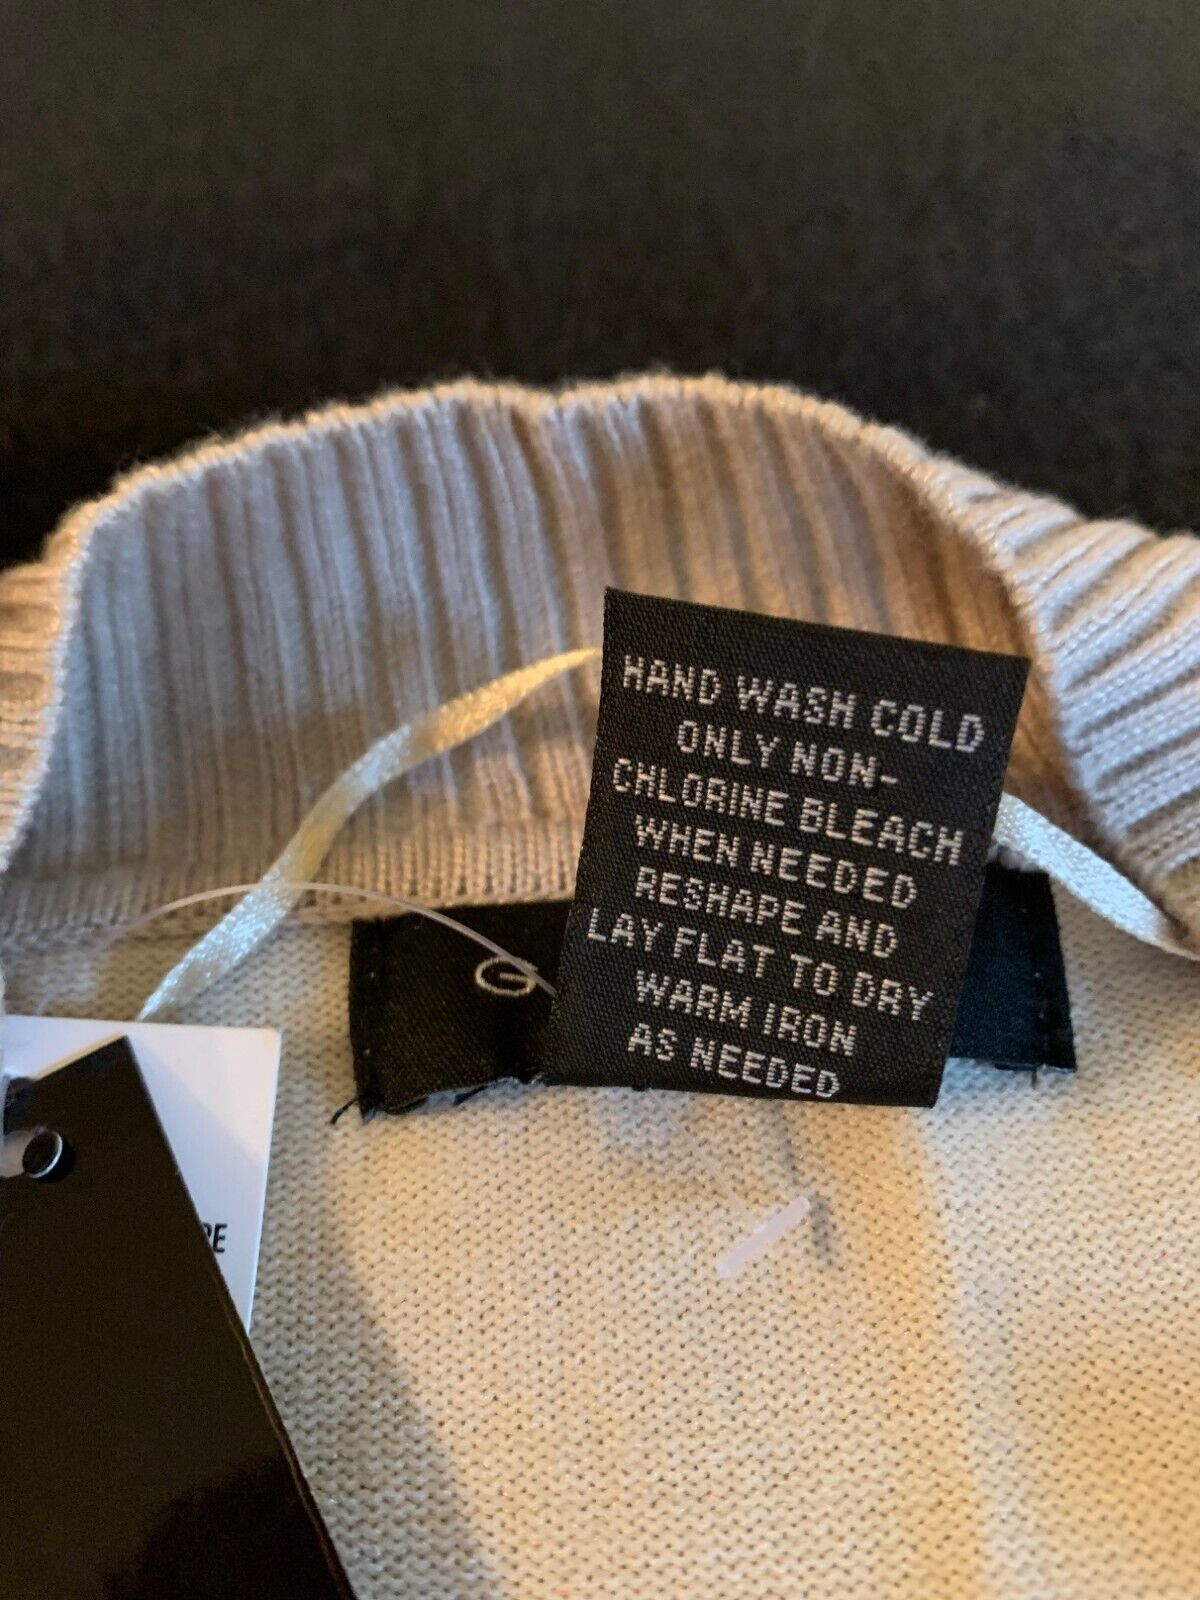 HAND WASH COLD
ONLY NON-
CHLORINE BLEACH
WHEN NEEDED
RESHAPE AND
LAY FLAT TO DRY
WARM IRON
AS NEEDED
G